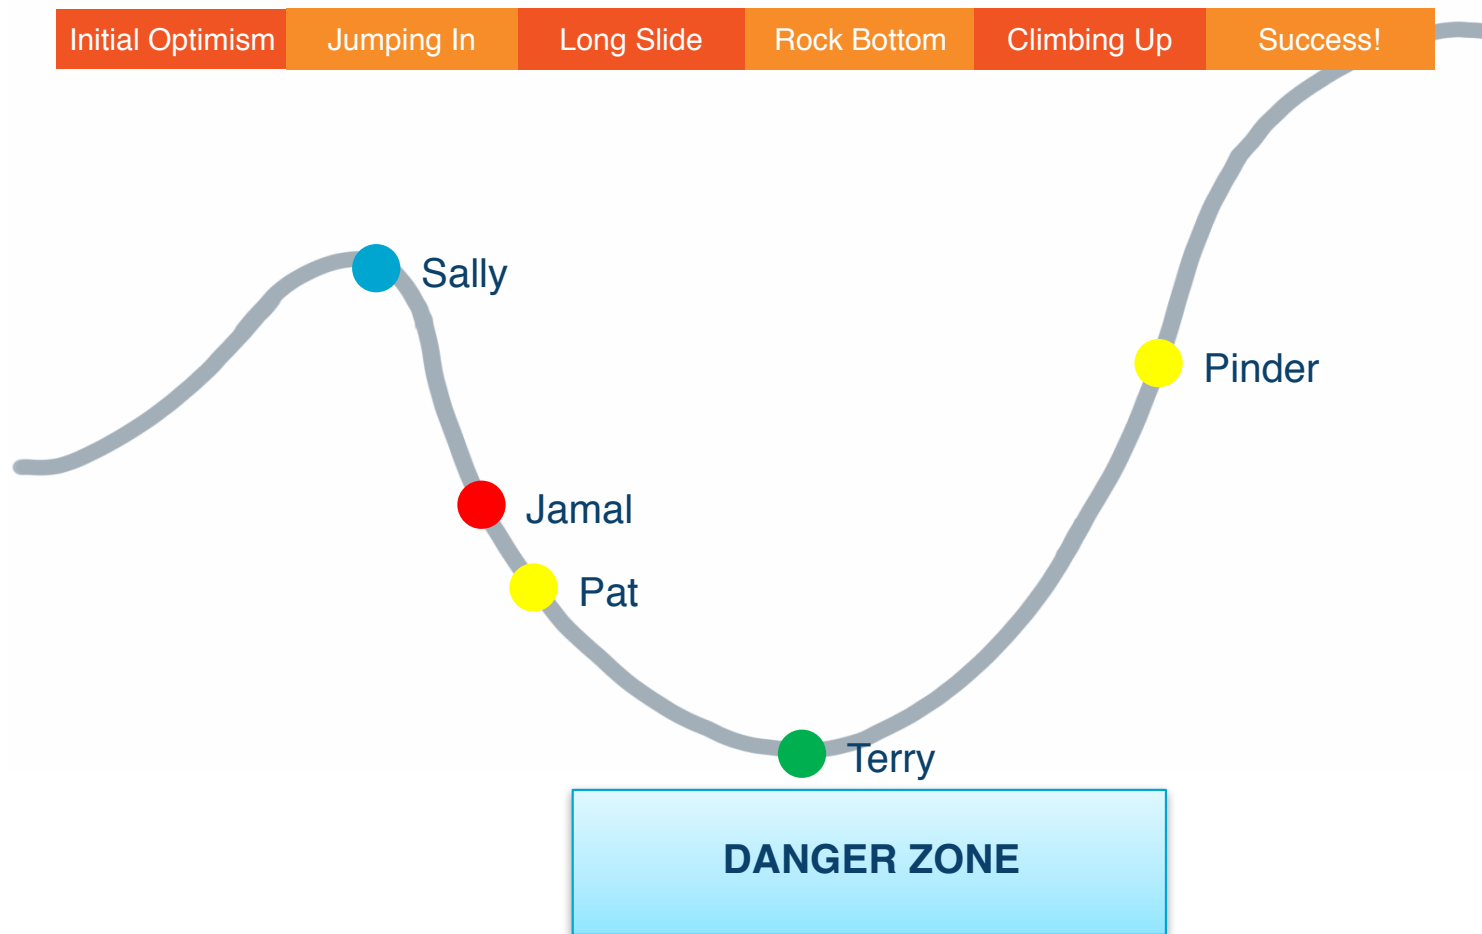 Initial Optimism
Jumping In
Long Slide
Rock Bottom
Climbing Up
Success!
Sally
Pinder
Jamal
Pat
Terry
DANGER ZONE